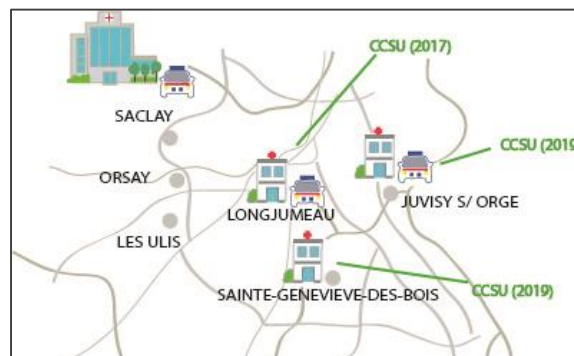 CCSU (2017)
SACLAY
CCSU (2019
ORSAY
JUVISY S/ ORGE
LONGJUMEAU
LES ULIS
SAINTE-GENEVIEVE-DES-BOIS
CCSU (2019)